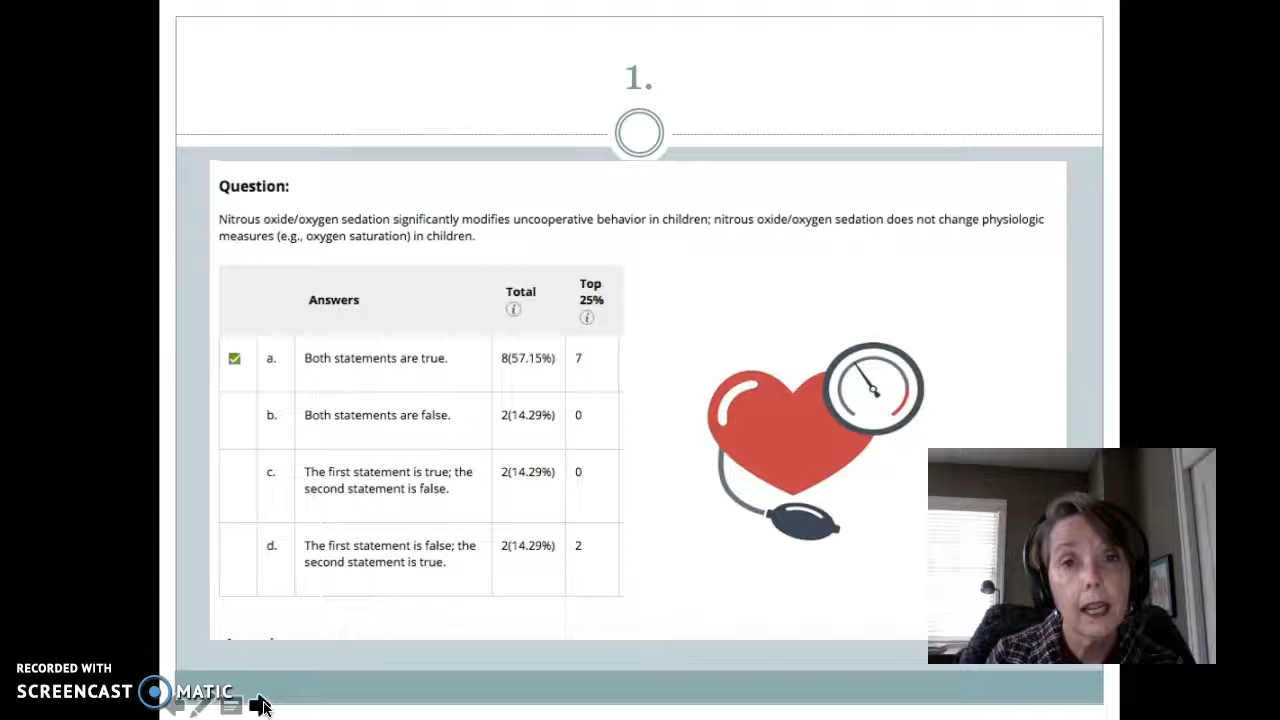 1.
Question:
Nitrous oxide/oxygen sedation significantly modifies uncooperative behavior in children; nitrous oxide/oxygen sedation does not change physiologic
measures (e.g., oxygen saturation) in children.
Answers Total Top 25%
a. Both statements are true. 8(57.15%) 7
b. Both statements are false. 2(14.29%) 0
c. The first statement is true; the 2(14.29%) 0
second statement is false.
d. The first statement is false; the 2(14.29%) 2
second statement is true.
RECORDED WITH
SCREENCAST MATIC